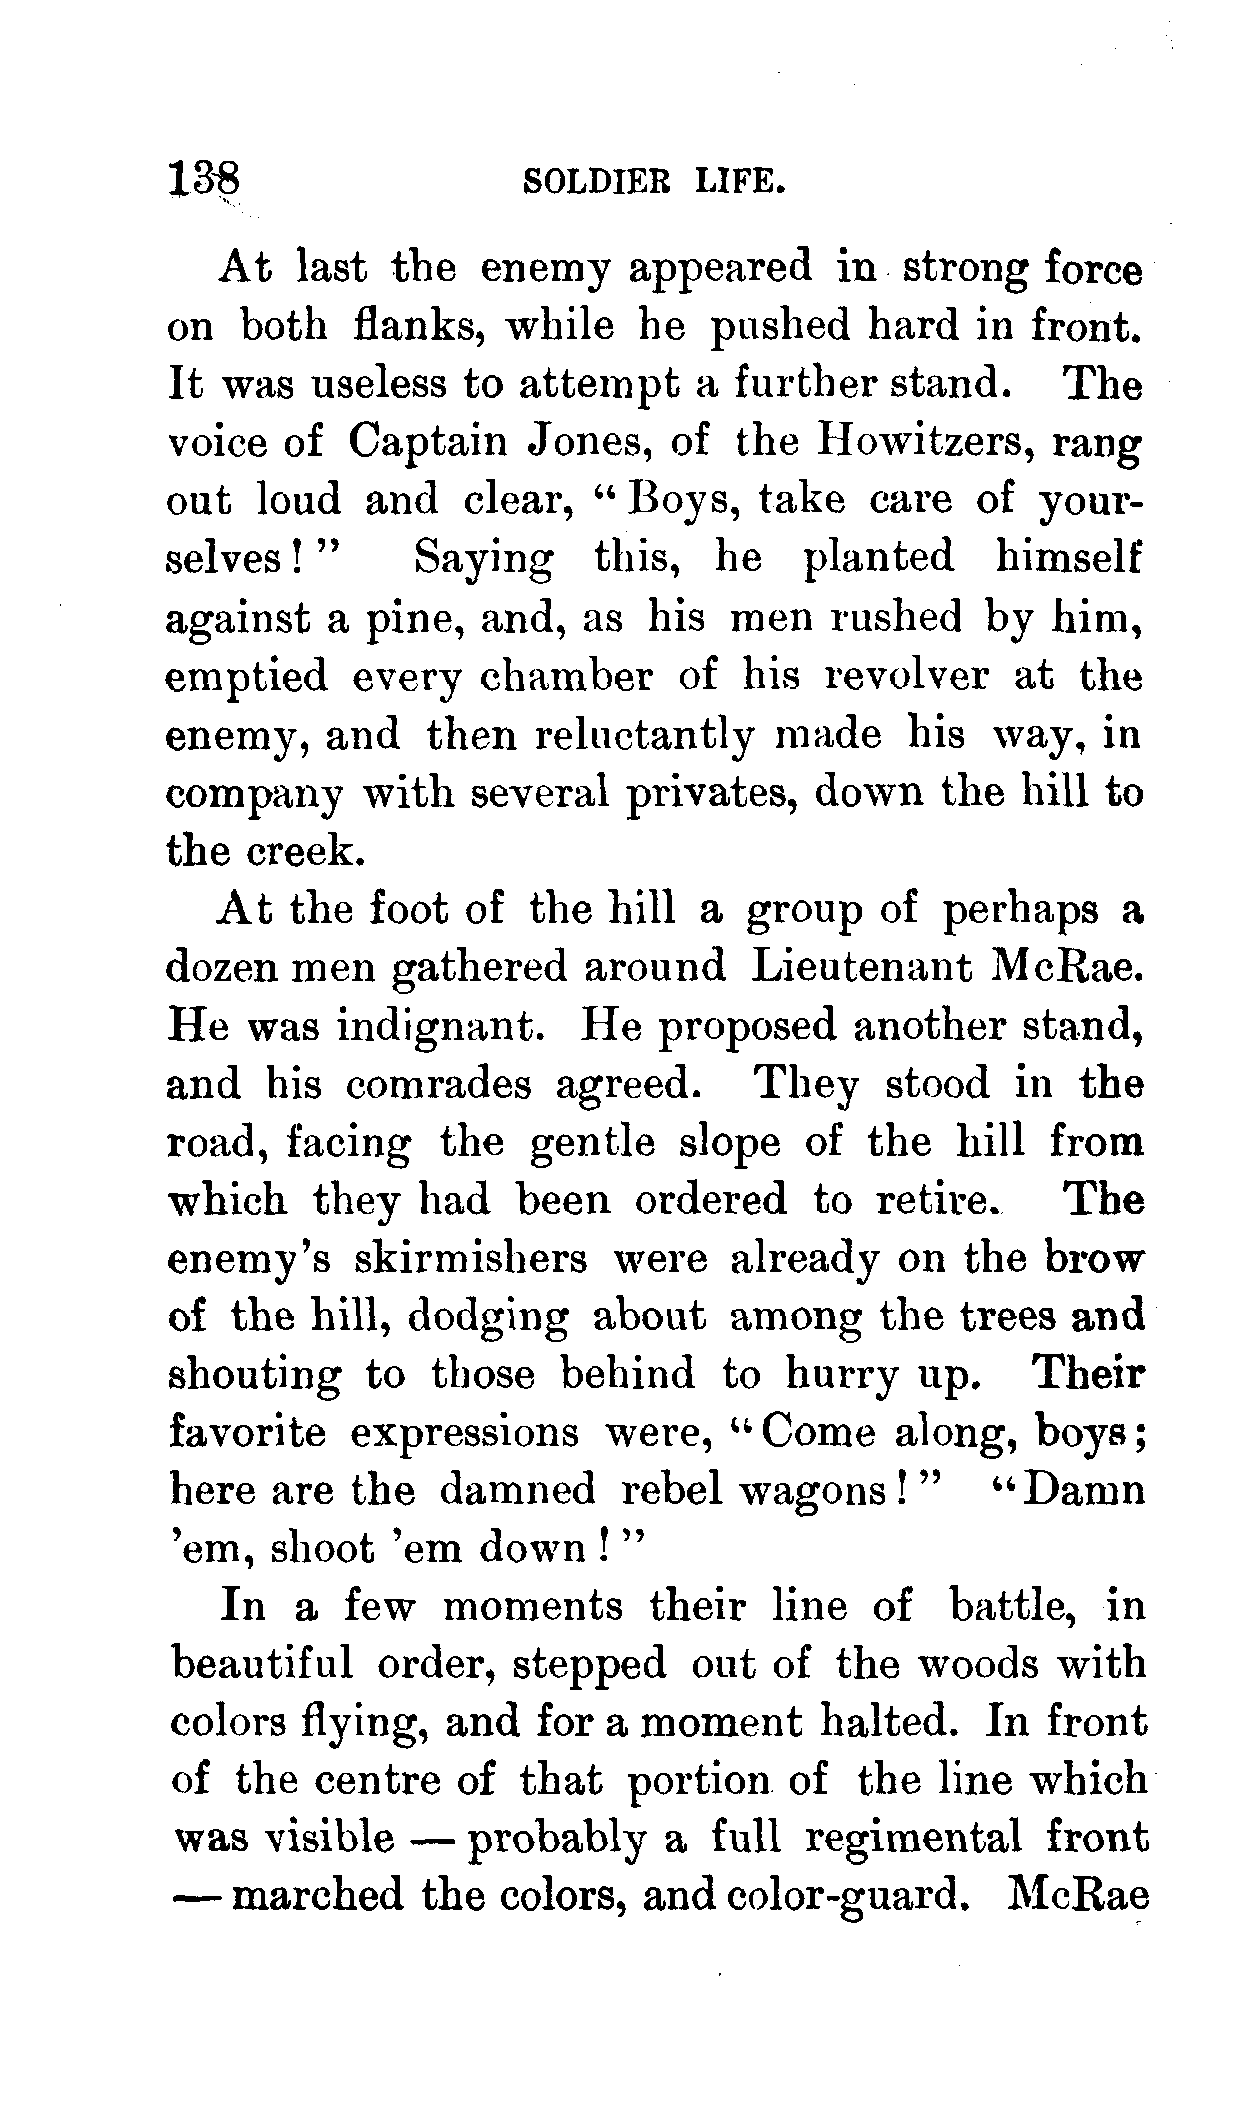 138 SOLDIER LIFE.
At last the enemy appeared in strong force
on both flanks, while he pushed hard in front.
It was useless to attempt a further stand. The
voice of Captain Jones, of the Howitzers, rang
out loud and clear, “ Boys, take care of your-
selves ! ” Saying this, he planted himself
against a pine, and, as his men rushed by him,
emptied every chamber of his revolver at the
enemy, and then reluctantly made his way, in
company with several privates, down the hill to
the creek.
At the foot of the hill a group of perhaps a
dozen men gathered around Lieutenant McRae.
He was indignant. He proposed another stand,
and his comrades agreed. They stood in the
road, facing the gentle slope of the hill from
which they had been ordered to retire. The
enemy’s skirmishers were already on the brow
of the hill, dodging about among the trees and
shouting to those behind to hurry up. Their
favorite expressions were, “ Come along, boys ;
here are the damned rebel wagons ! ” “ Damn
’em, shoot ’em down ! ”
In a few moments their line of battle, in
beautiful order, stepped out of the woods with
colors flying, and for a moment halted. In front
of the centre of that portion of the line which
was visible — probably a full regimental front
— marched the colors, and color-guard. McRae